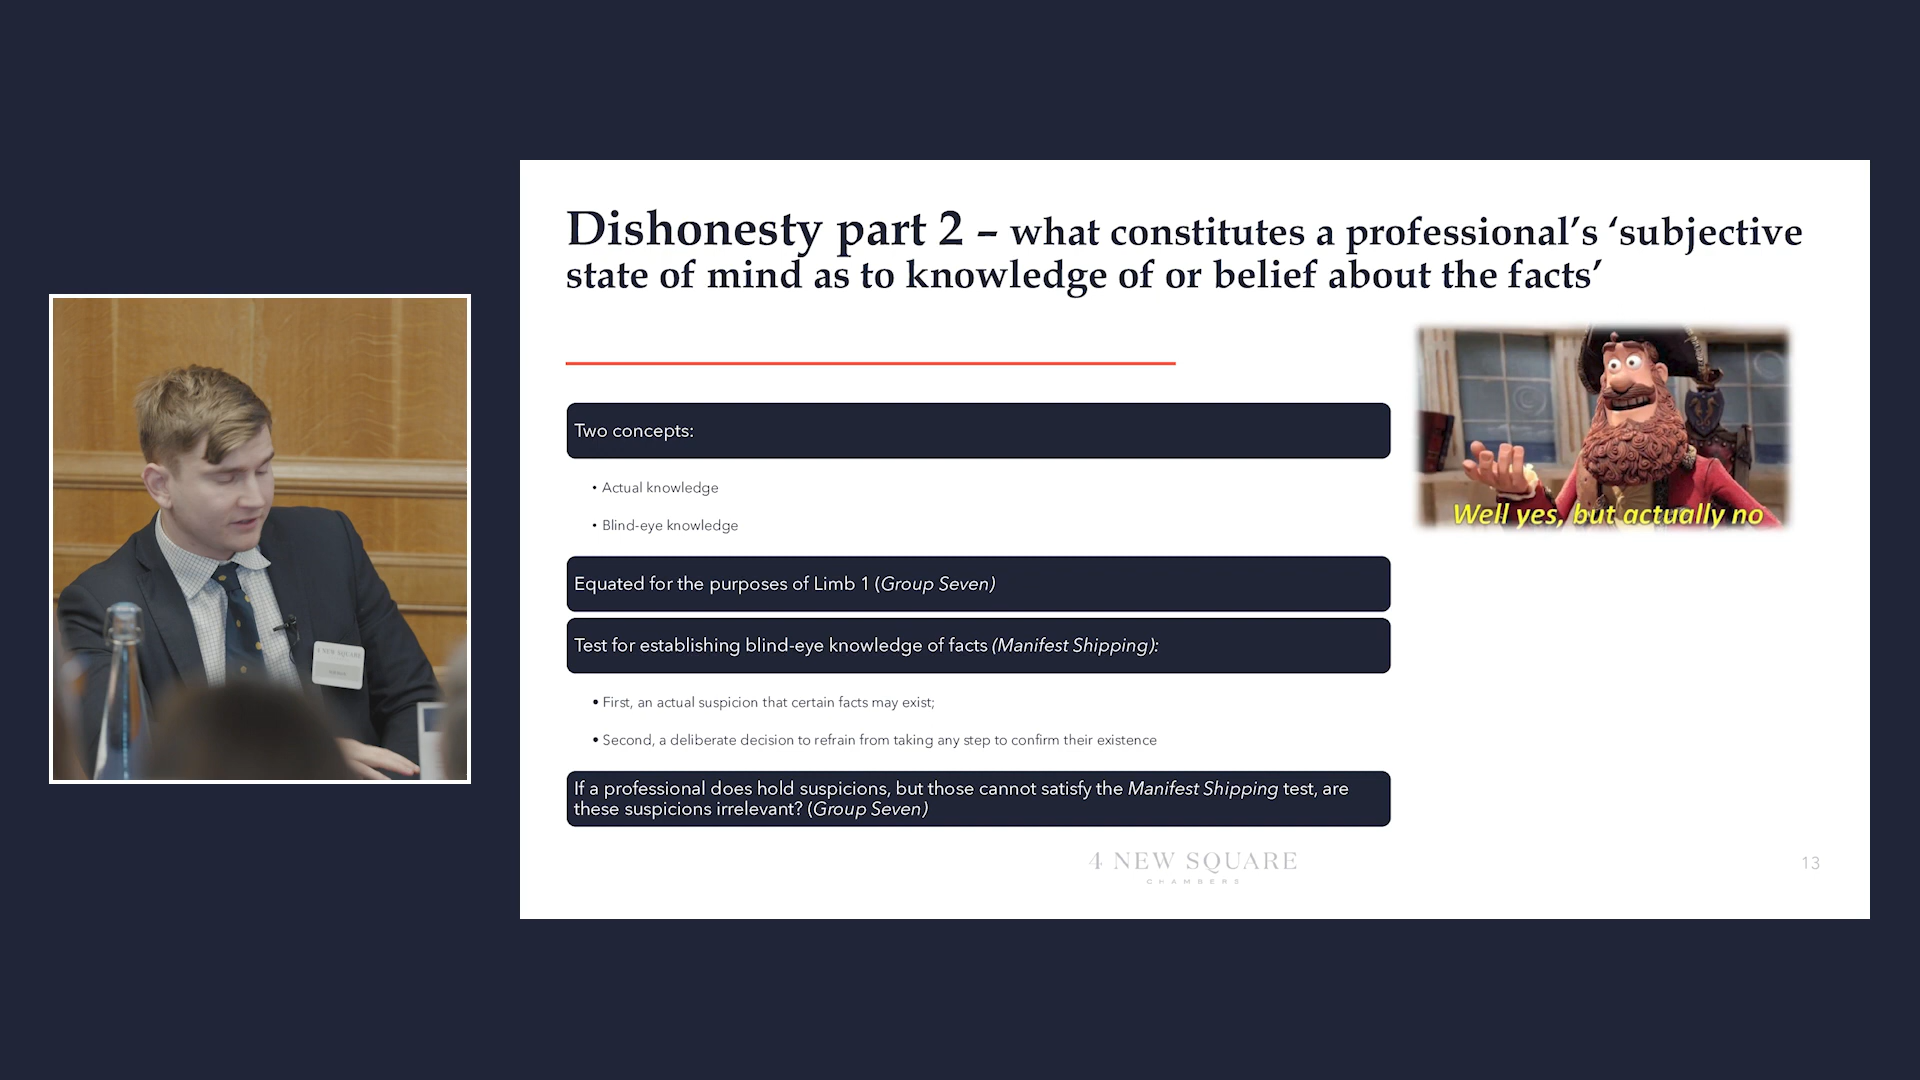 Dishonesty part 2 – what constitutes a professional’s ‘subjective
state of mind as to knowledge of or belief about the facts’
Two concepts:
• Actual knowledge
• Blind-eye knowledge
Well yes, but actually no
Equated for the purposes of Limb 1 (Group Seven)
Test for establishing blind-eye knowledge of facts (Manifest Shipping):
• First, an actual suspicion that certain facts may exist;
• Second, a deliberate decision to refrain from taking any step to confirm their existence
If a professional does hold suspicions, but those cannot satisfy the Manifest Shipping test, are
these suspicions irrelevant? (Group Seven)
4 NEW SQUARE
CHAMBERS
13
4 NEW SQUARE